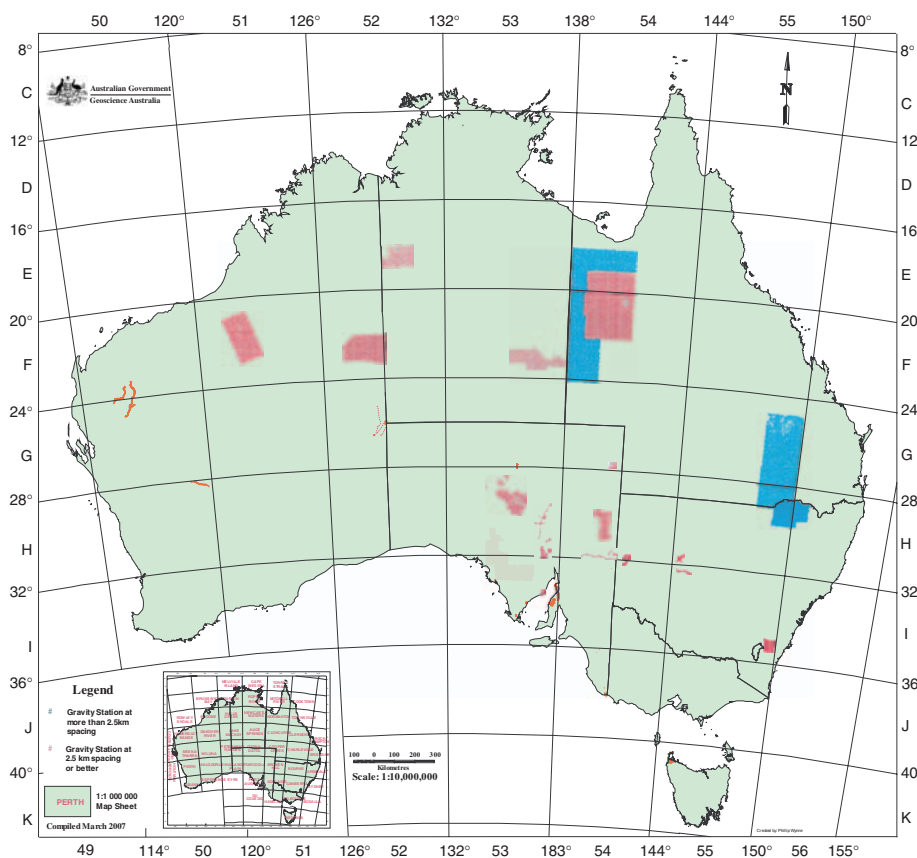 50 120° 51 126° 52 132° 53 138° 54 144° 55 150°
8° 8°
Australian Government
Geoscience Australia
N
C C
12° 12°
D D
16° 16°
E E
20° 20°
F F
24° 24°
G G
28° 28°
H H
32° 32°
I I
36° 36°
Legend
# Gravity Station at
more than 2.5km
spacing
J J
# Gravity Station at
2.5 km spacing
or better
100 0 100 200 300
Kilometres
Scale: 1:10,000,000
40° 40°
PERTH
1:1 000 000
Map Sheet
Compiled March 2007
K K
Created by Phillip Wynne
49 114° 50 120° 51 126° 52 132° 53 183° 54 144° 55 150° 56 155°